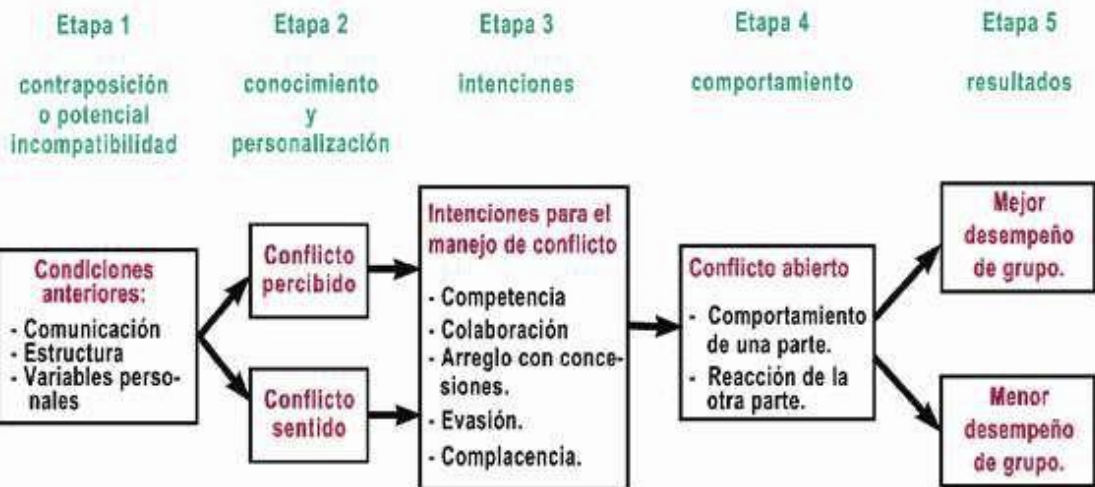 Etapa 1
contraposición
o potencial
incompatibilidad
Etapa 2
conocimiento
y
personalización
Etapa 3
intenciones
Etapa 4
comportamiento
Etapa 5
resultados
Condiciones
anteriores:
- Comunicación
- Estructura
- Variables perso-
nales
Conflicto
percibido
Conflicto
sentido
Intenciones para el
manejo de conflicto
- Competencia
- Colaboración
- Arreglo con conce-
siones.
- Evasión.
- Complacencia.
Conflicto abierto
- Comportamiento
de una parte.
- Reacción de la
otra parte.
Mejor
desempeño
de grupo.
Menor
desempeño
de grupo.